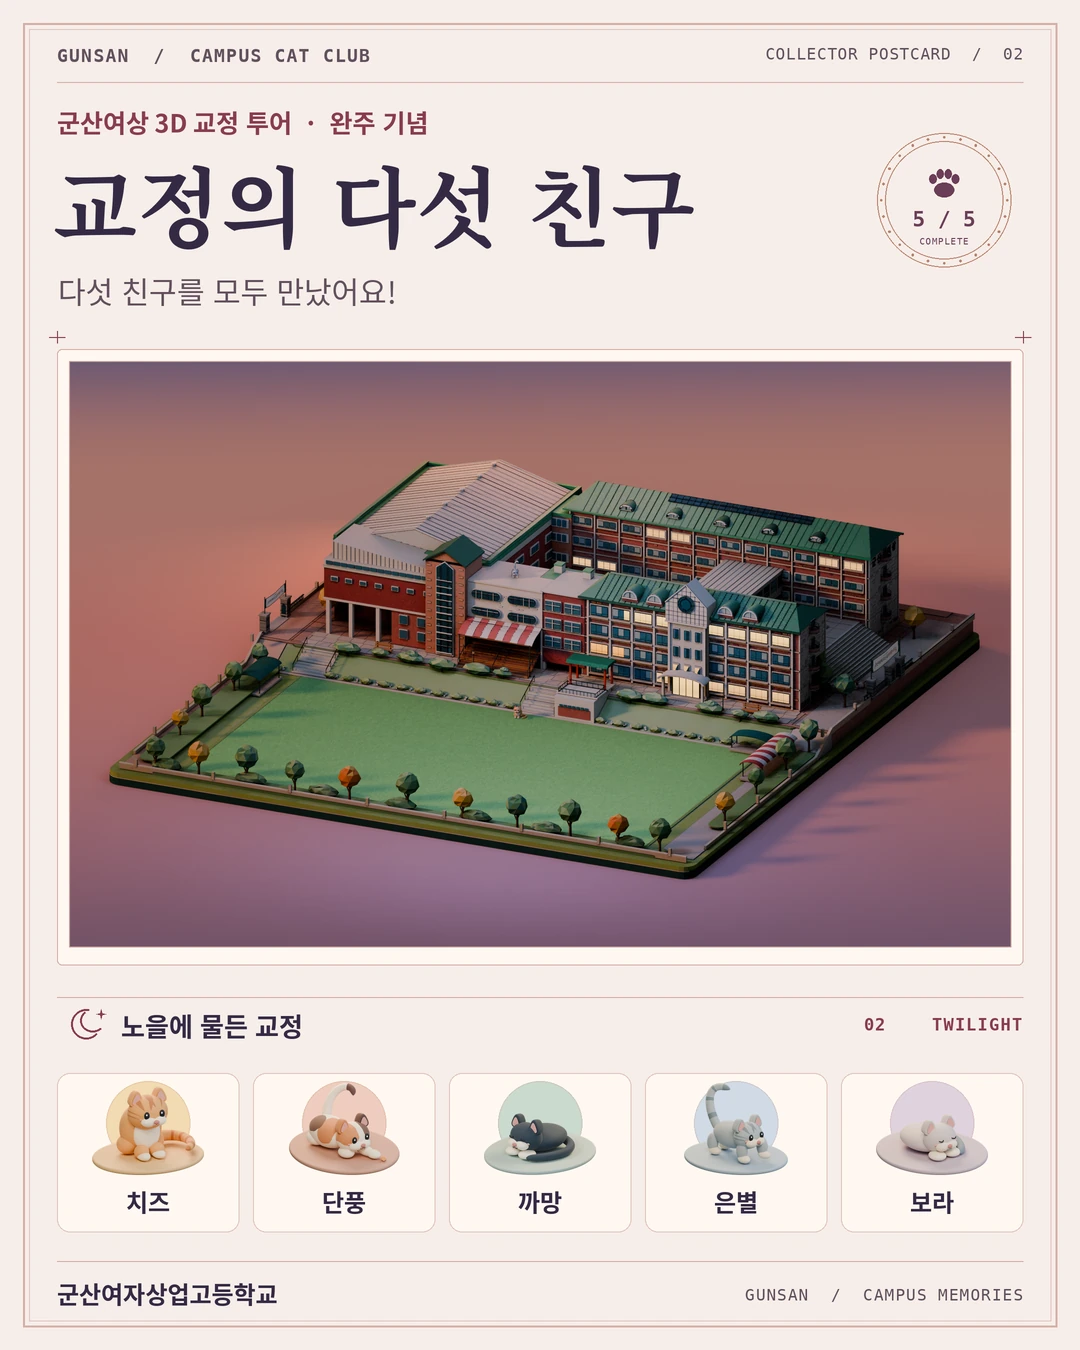 GUNSAN / CAMPUS CAT CLUB
COLLECTOR POSTCARD / 02
군산여상 3D 교정 투어 · 완주 기념
교정의 다섯 친구
다섯 친구를 모두 만났어요!
5 / 5
COMPLETE
노을에 물든 교정
02 TWILIGHT
치즈
단풍
까망
은별
보라
군산여자상업고등학교
GUNSAN / CAMPUS MEMORIES